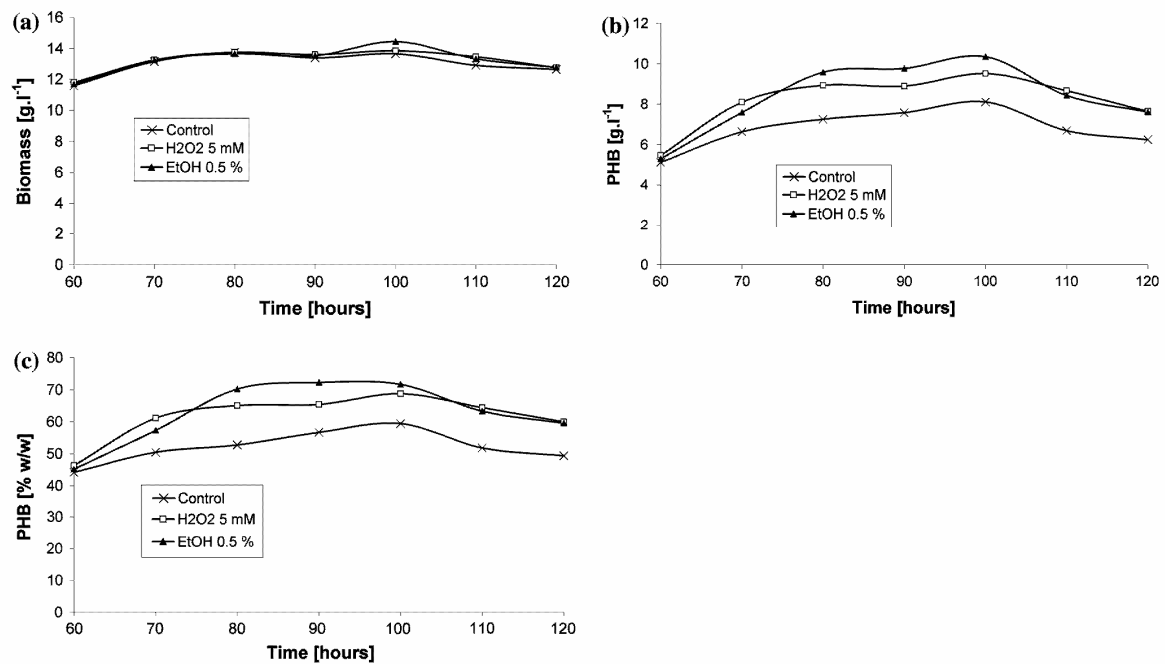 (a)
16
14
12
10
8
6
4
2
0
Biomass [g.l-1]
Control
H2O2 5 mM
EtOH 0.5 %
60 70 80 90 100 110 120
Time [hours]
(b)
12
10
8
6
4
2
0
PHB [g.l-1]
Control
H2O2 5 mM
EtOH 0.5 %
60 70 80 90 100 110 120
Time [hours]
(c)
80
70
60
50
40
30
20
10
0
PHB [% w/w]
Control
H2O2 5 mM
EtOH 0.5 %
60 70 80 90 100 110 120
Time [hours]